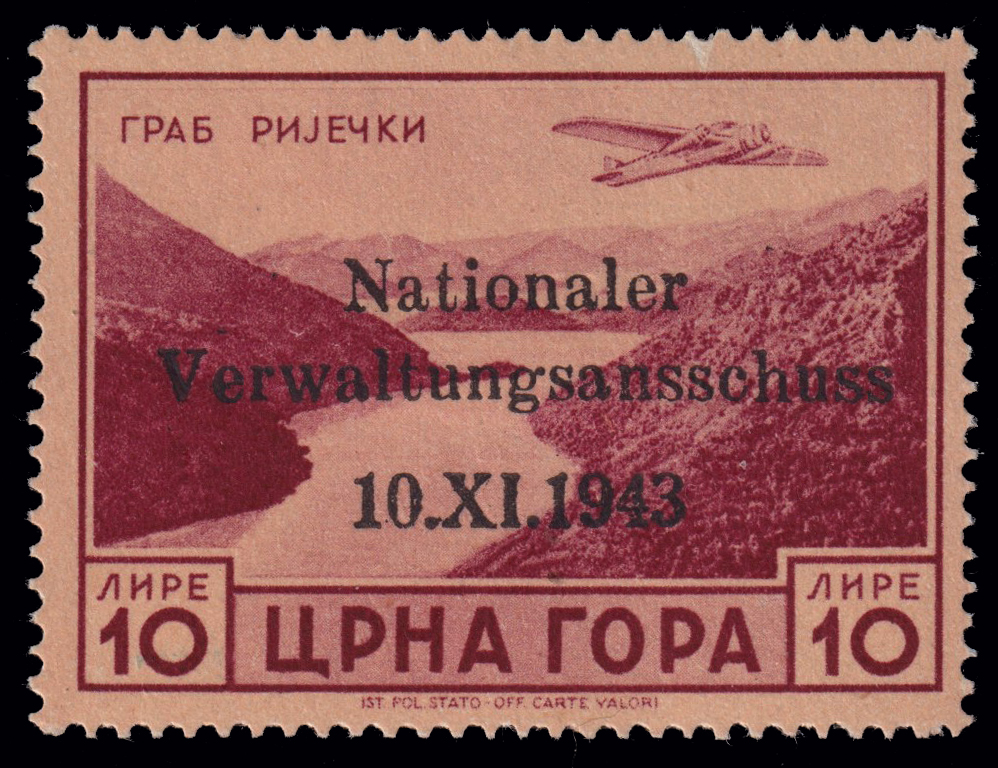 ГРАБ РИЈЕЧКИ
Nationaler
Verwaltungsansschuss
10.XI.1943
ЛИРЕ
10
ЦРНА ГОРА
ЛИРЕ
10
IST. POL. STATO - OFF. CARTE VALORI